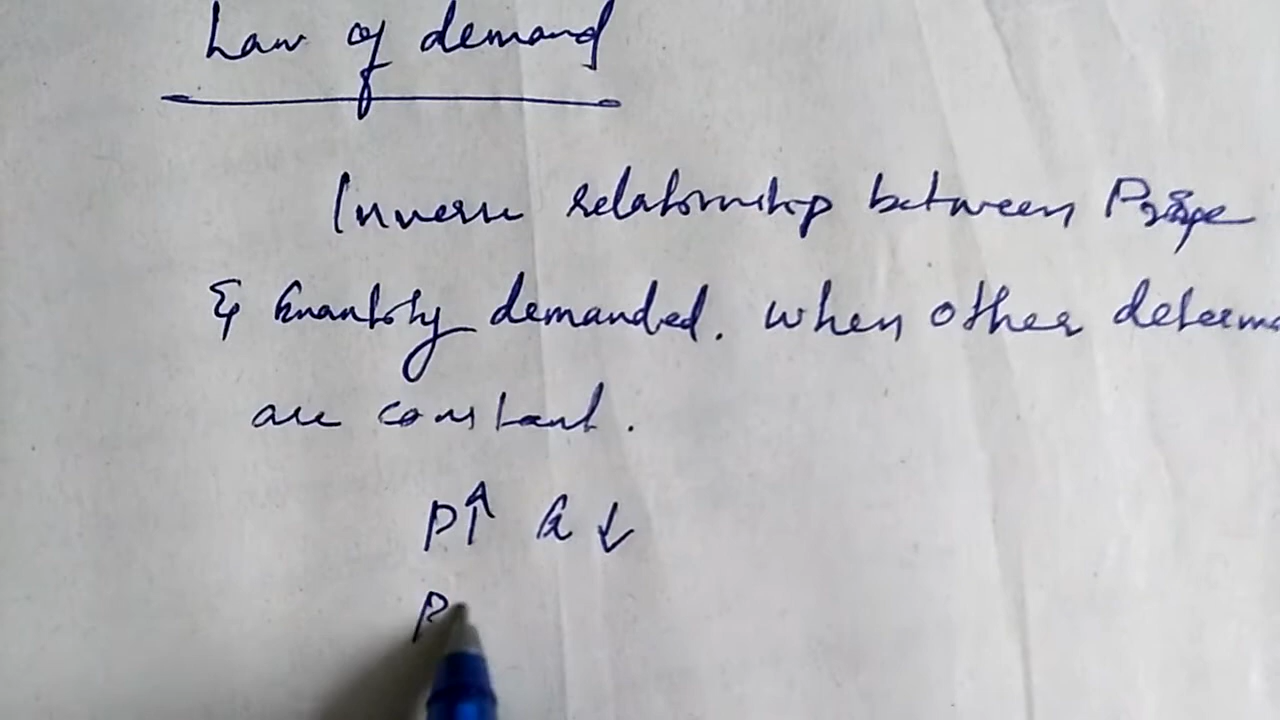 Law of demand
Inverse relationship between Price
& Quantity demanded. when other determ
are constant.
P↑ Q ↓
P